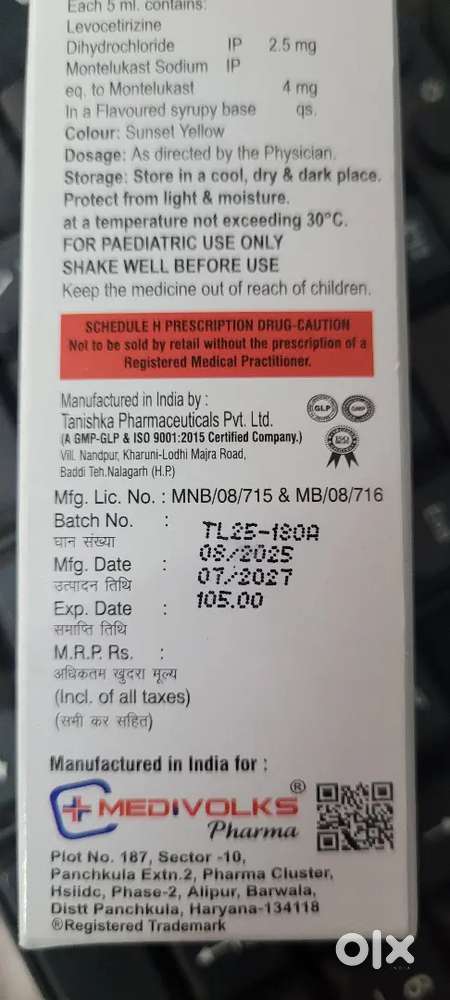 Each 5 ml. contains:
Levocetirizine
Dihydrochloride IP 2.5 mg
Montelukast Sodium IP
eq. to Montelukast 4 mg
In a Flavoured syrupy base qs.
Colour: Sunset Yellow
Dosage: As directed by the Physician.
Storage: Store in a cool, dry & dark place.
Protect from light & moisture.
at a temperature not exceeding 30°C.
FOR PAEDIATRIC USE ONLY
SHAKE WELL BEFORE USE
Keep the medicine out of reach of children.
SCHEDULE H PRESCRIPTION DRUG-CAUTION
Not to be sold by retail without the prescription of a
Registered Medical Practitioner.
Manufactured in India by :
Tanishka Pharmaceuticals Pvt. Ltd.
(A GMP-GLP & ISO 9001:2015 Certified Company.)
Vill. Nandpur, Kharuni-Lodhi Majra Road,
Baddi Teh.Nalagarh (H.P.)
GLP GMP
ISO
Mfg. Lic. No. : MNB/08/715 & MB/08/716
Batch No. : TL25-180A
घान संख्या
Mfg. Date : 08/2025
उत्पादन तिथि
Exp. Date : 07/2027
समाप्ति तिथि
M.R.P. Rs. : 105.00
अधिकतम खुदरा मूल्य
(Incl. of all taxes)
(सभी कर सहित)
Manufactured in India for :
MEDIVOLKS®
Pharma
Plot No. 187, Sector -10,
Panchkula Extn.2, Pharma Cluster,
Hsiidc, Phase-2, Alipur, Barwala,
Distt Panchkula, Haryana-134118
®Registered Trademark
olx